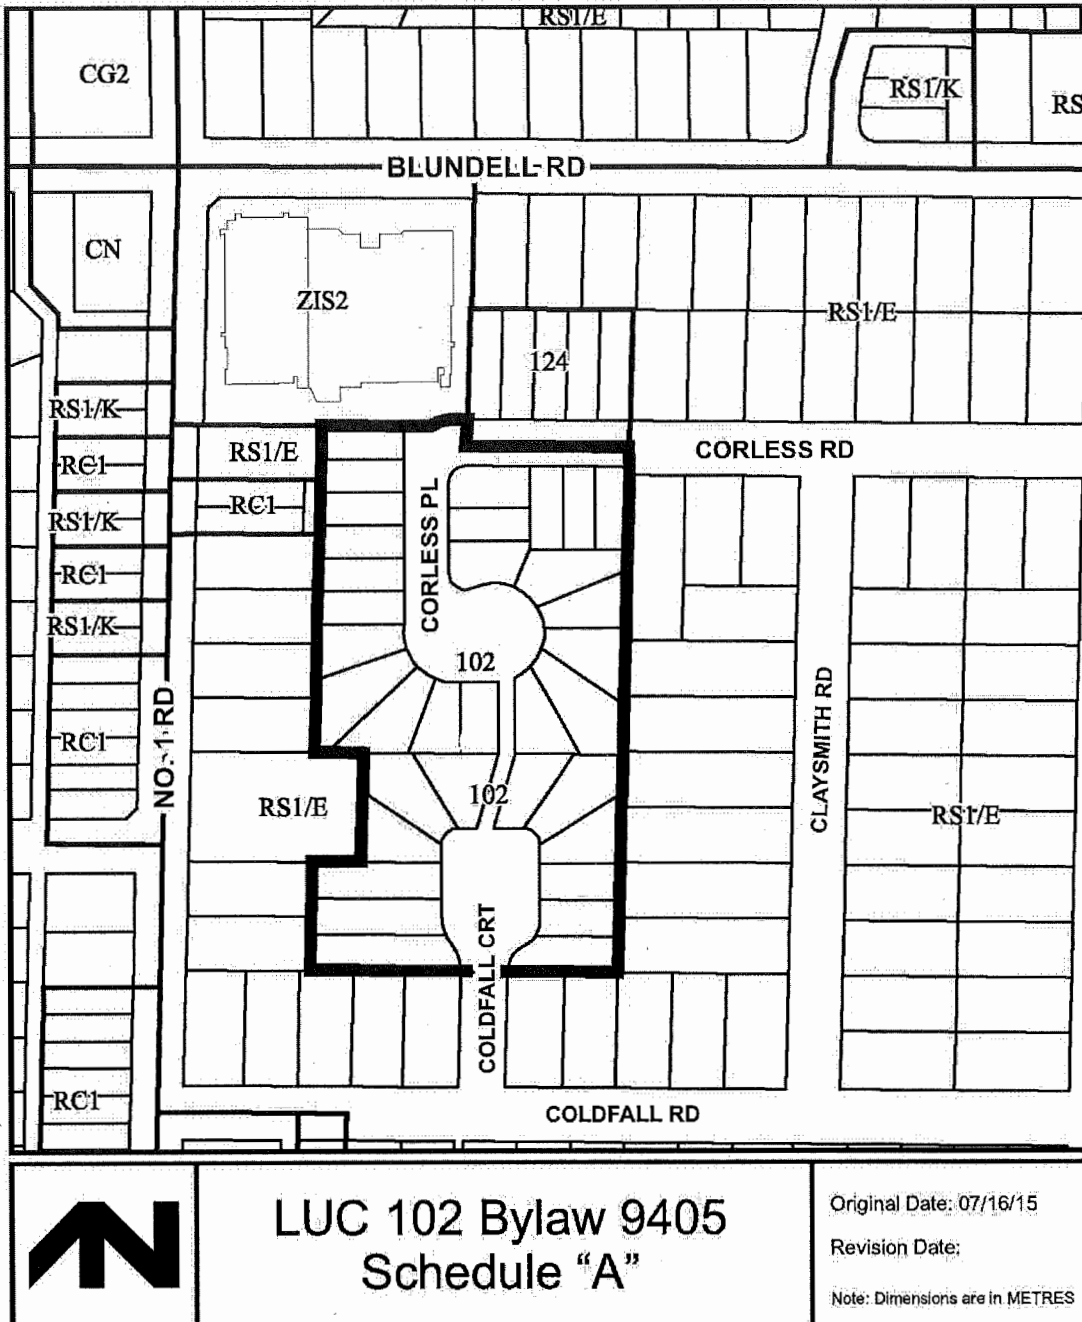 RS1/E
CG2
RS1/K
RS
BLUNDELL RD
CN
ZIS2
RS1/E
124
RS1/K
RS1/E
CORLESS RD
RC1
RC1
RS1/K
CORLESS PL
RC1
RS1/K
102
NO. 1 RD
RC1
CLAYSMITH RD
102
RS1/E
RS1/E
COLDFALL CRT
RC1
COLDFALL RD
LUC 102 Bylaw 9405
Schedule “A”
Original Date: 07/16/15
Revision Date:
Note: Dimensions are in METRES